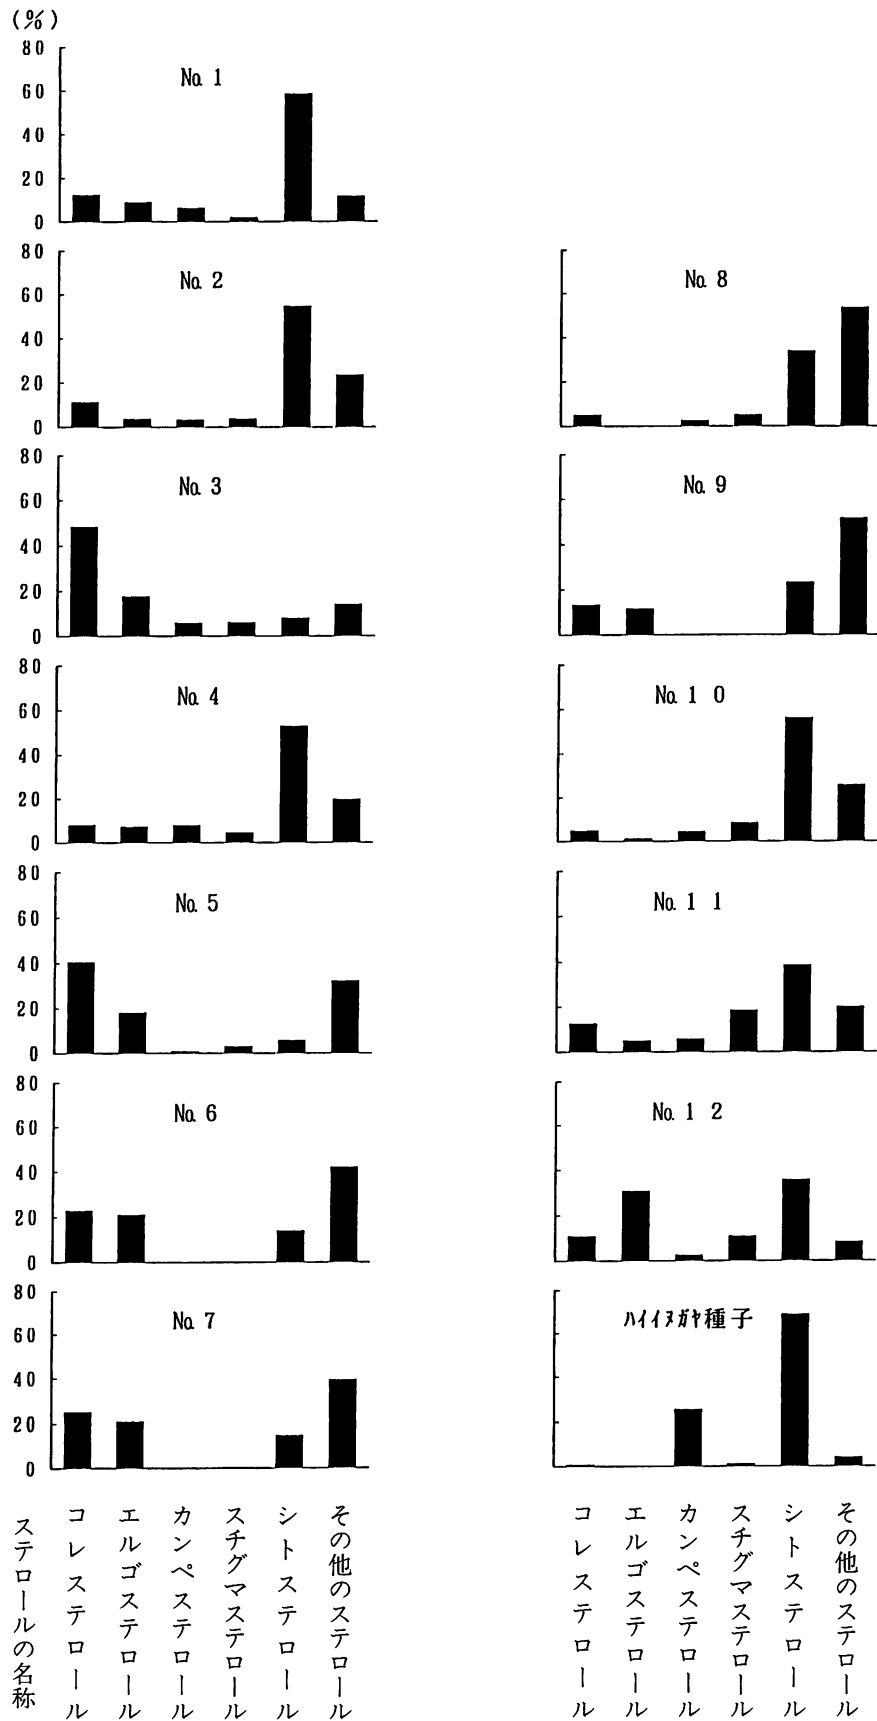 (%)
80
60
40
20
0
No. 1
80
60
40
20
0
No. 2
80
60
40
20
0
No. 3
80
60
40
20
0
No. 4
80
60
40
20
0
No. 5
80
60
40
20
0
No. 6
80
60
40
20
0
No. 7
No. 8
No. 9
No. 10
No. 11
No. 12
ハイイヌガヤ種子
ステロールの名称
コレステロール
エルゴステロール
カンペステロール
スチグマステロール
シトステロール
その他のステロール
コレステロール
エルゴステロール
カンペステロール
スチグマステロール
シトステロール
その他のステロール